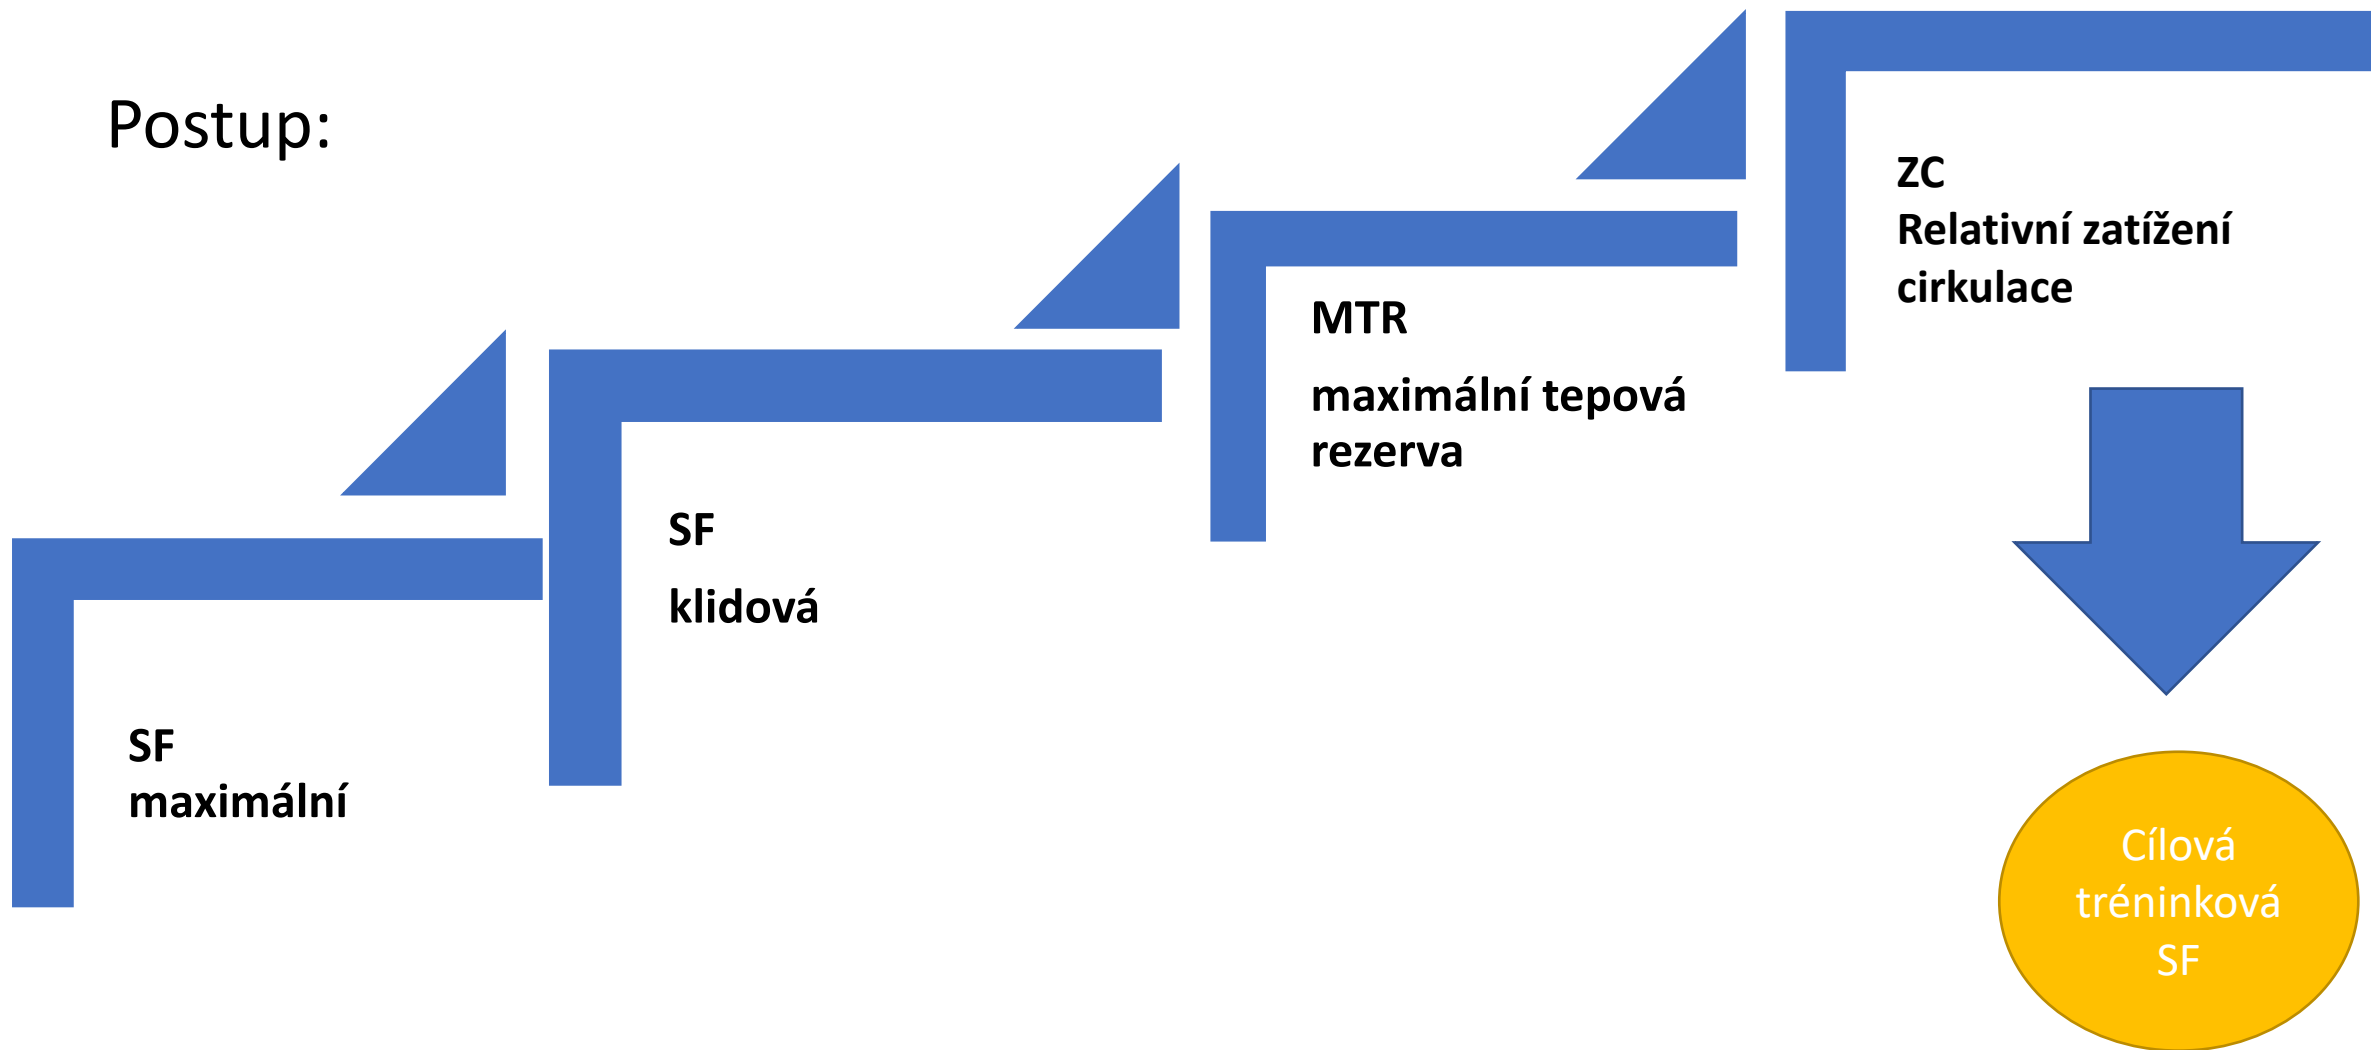 Postup:
SF
maximální
SF
klidová
MTR
maximální tepová
rezerva
ZC
Relativní zatížení
cirkulace
Cílová
tréninková
SF